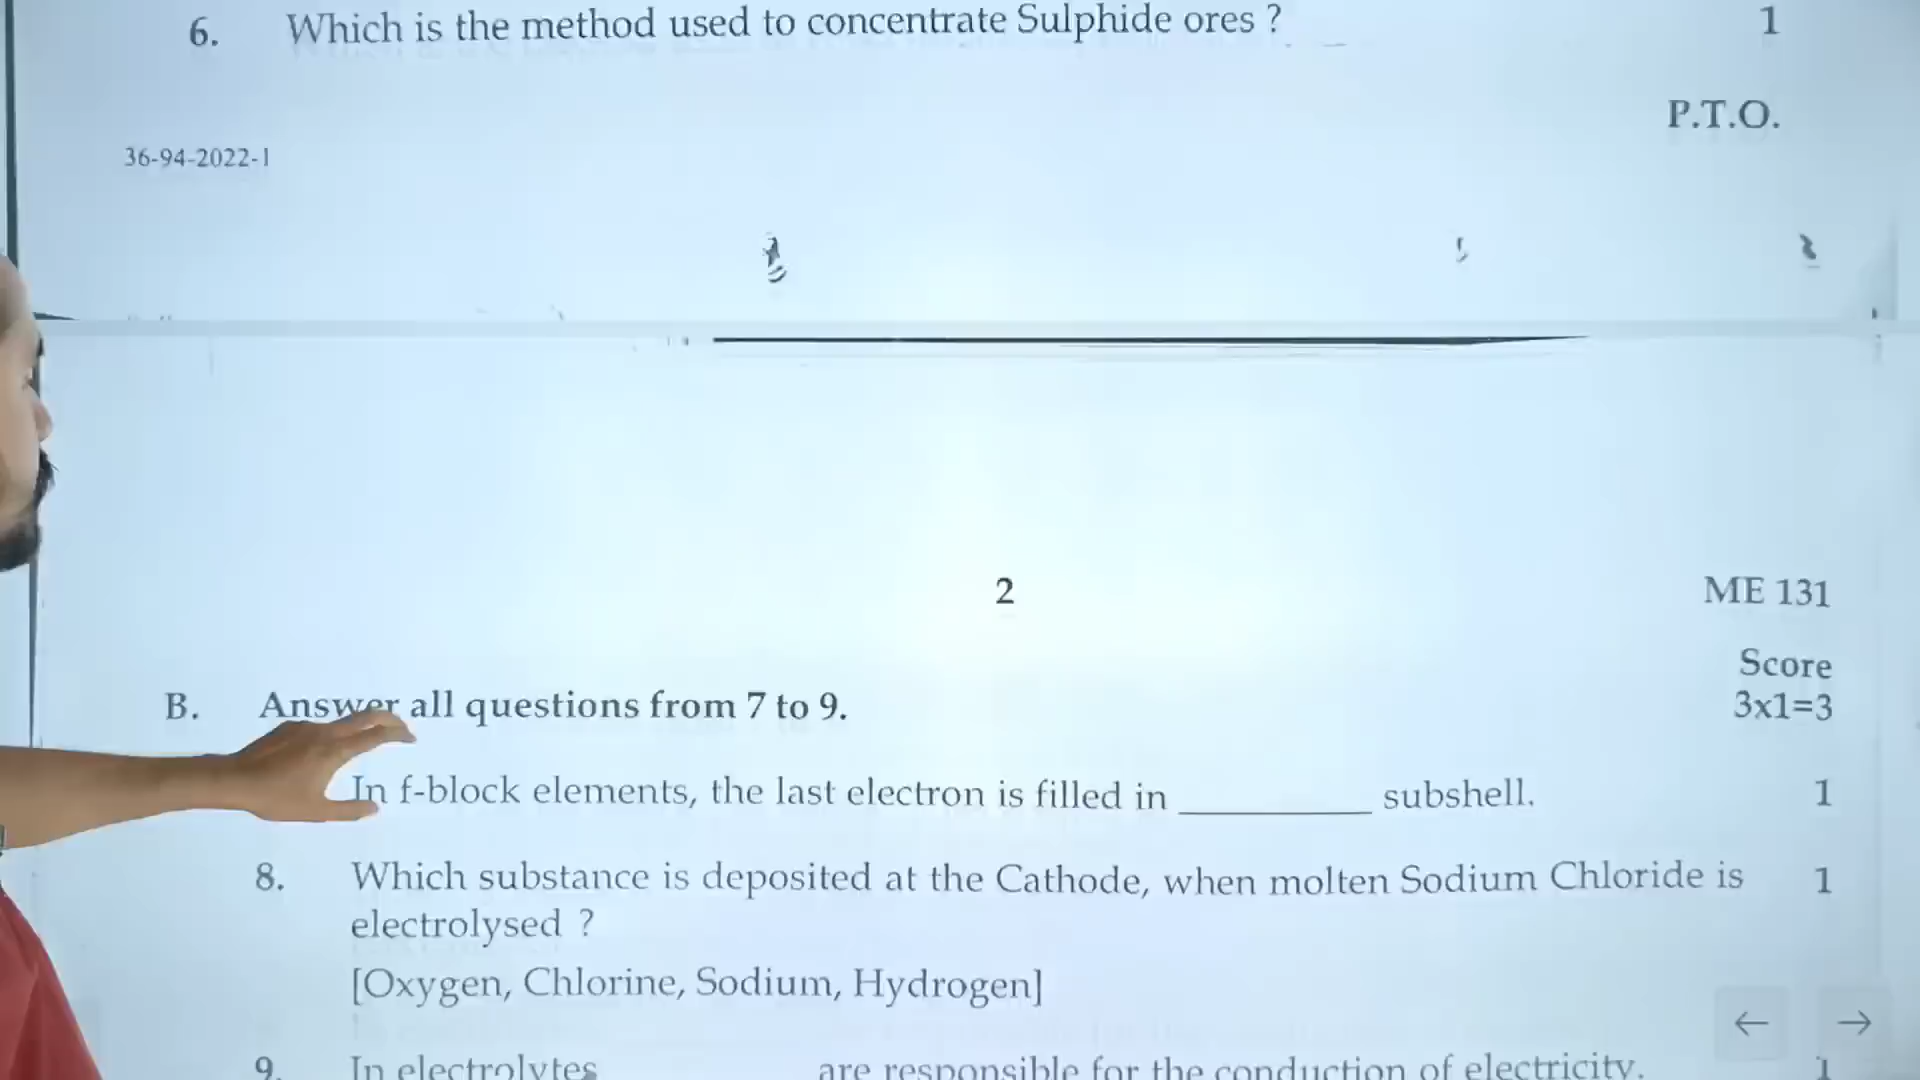 6. Which is the method used to concentrate Sulphide ores ? 1
P.T.O.
36-94-2022-1
2 ME 131
Score
B. Answer all questions from 7 to 9. 3x1=3
In f-block elements, the last electron is filled in __________ subshell. 1
8. Which substance is deposited at the Cathode, when molten Sodium Chloride is 1
electrolysed ?
[Oxygen, Chlorine, Sodium, Hydrogen]
9. In electrolytes __________ are responsible for the conduction of electricity. 1